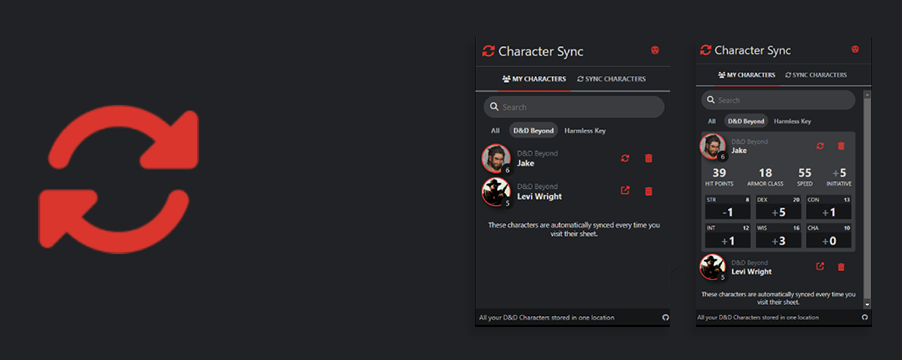 Character Sync
MY CHARACTERS
SYNC CHARACTERS
Search
All
D&D Beyond
Harmless Key
D&D Beyond
Jake
6
D&D Beyond
Levi Wright
5
These characters are automatically synced every time you
visit their sheet.
All your D&D Characters stored in one location
Character Sync
MY CHARACTERS
SYNC CHARACTERS
Search
All
D&D Beyond
Harmless Key
D&D Beyond
Jake
6
39
18
55
+5
HIT POINTS
ARMOR CLASS
SPEED
INITIATIVE
STR 8
DEX 20
CON 13
-1
+5
+1
INT 12
WIS 16
CHA 10
+1
+3
+0
D&D Beyond
Levi Wright
5
These characters are automatically synced every time you
visit their sheet.
All your D&D Characters stored in one location